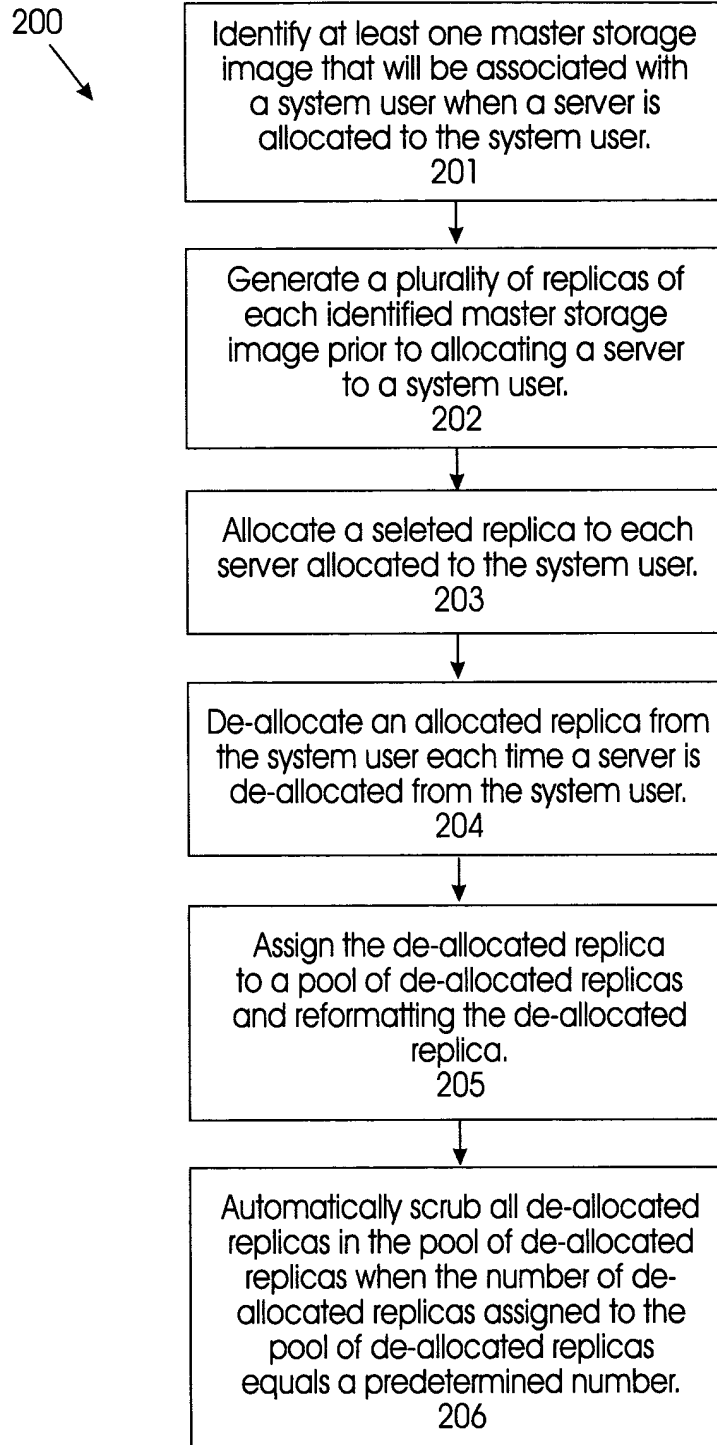 200
Identify at least one master storage
image that will be associated with
a system user when a server is
allocated to the system user.
201
Generate a plurality of replicas of
each identified master storage
image prior to allocating a server
to a system user.
202
Allocate a seleted replica to each
server allocated to the system user.
203
De-allocate an allocated replica from
the system user each time a server is
de-allocated from the system user.
204
Assign the de-allocated replica
to a pool of de-allocated replicas
and reformatting the de-allocated
replica.
205
Automatically scrub all de-allocated
replicas in the pool of de-allocated
replicas when the number of de-
allocated replicas assigned to the
pool of de-allocated replicas
equals a predetermined number.
206